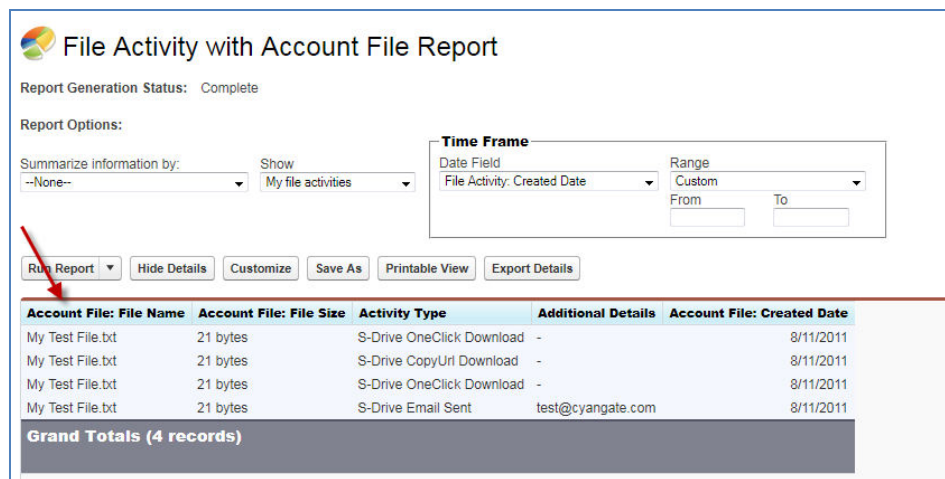 File Activity with Account File Report
Report Generation Status: Complete
Report Options:
Time Frame
Summarize information by: Show Date Field Range
--None-- My file activities File Activity: Created Date Custom
From To
Run Report Hide Details Customize Save As Printable View Export Details
Account File: File Name Account File: File Size Activity Type Additional Details Account File: Created Date
My Test File.txt 21 bytes S-Drive OneClick Download - 8/11/2011
My Test File.txt 21 bytes S-Drive CopyUrl Download - 8/11/2011
My Test File.txt 21 bytes S-Drive OneClick Download - 8/11/2011
My Test File.txt 21 bytes S-Drive Email Sent test@cyangate.com 8/11/2011
Grand Totals (4 records)